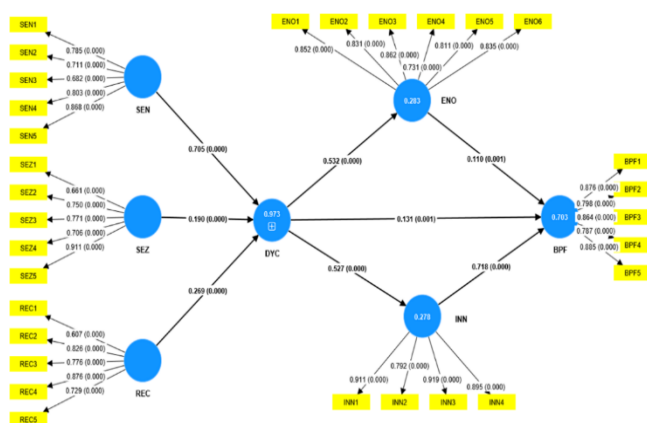 SEN1
SEN2
SEN3
SEN4
SEN5
0.785 (0.000)
0.711 (0.000)
0.682 (0.000)
0.803 (0.000)
0.868 (0.000)
SEN
SEZ1
SEZ2
SEZ3
SEZ4
SEZ5
0.661 (0.000)
0.750 (0.000)
0.771 (0.000)
0.706 (0.000)
0.911 (0.000)
SEZ
REC1
REC2
REC3
REC4
REC5
0.607 (0.000)
0.826 (0.000)
0.776 (0.000)
0.876 (0.000)
0.729 (0.000)
REC
0.705 (0.000)
0.190 (0.000)
0.269 (0.000)
0.973
DYC
0.532 (0.000)
0.131 (0.001)
0.527 (0.000)
ENO1
ENO2
ENO3
ENO4
ENO5
ENO6
0.852 (0.000)
0.831 (0.000)
0.862 (0.000)
0.731 (0.000)
0.811 (0.000)
0.835 (0.000)
0.283
ENO
0.110 (0.001)
0.718 (0.000)
0.278
INN
0.911 (0.000)
0.792 (0.000)
0.919 (0.000)
0.895 (0.000)
INN1
INN2
INN3
INN4
0.703
BPF
0.876 (0.000)
0.798 (0.000)
0.864 (0.000)
0.787 (0.000)
0.885 (0.000)
BPF1
BPF2
BPF3
BPF4
BPF5